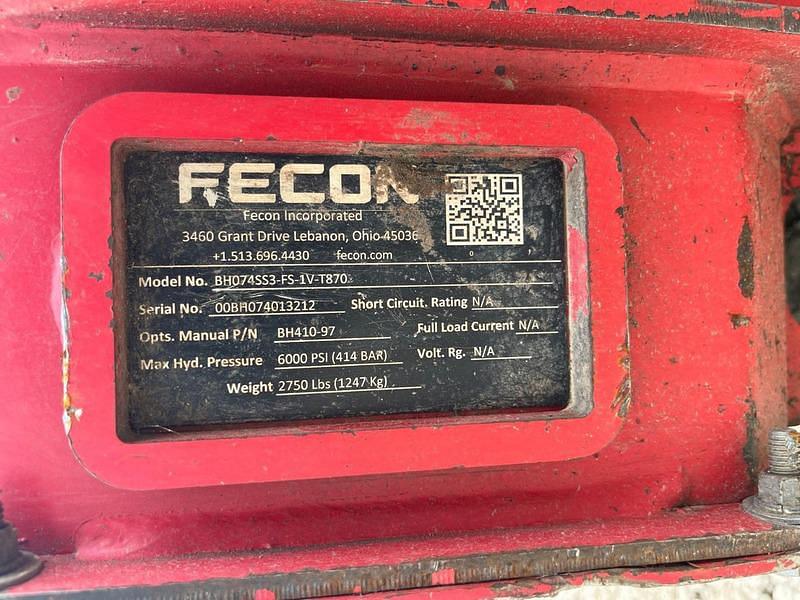 FECON
Fecon Incorporated
3460 Grant Drive Lebanon, Ohio 45036
+1.513.696.4430 fecon.com
Model No. BH074SS3-FS-1V-T870
Serial No. 00BH074013212 Short Circuit. Rating N/A
Opts. Manual P/N BH410-97 Full Load Current N/A
Max Hyd. Pressure 6000 PSI (414 BAR) Volt. Rg. N/A
Weight 2750 Lbs (1247 Kg)